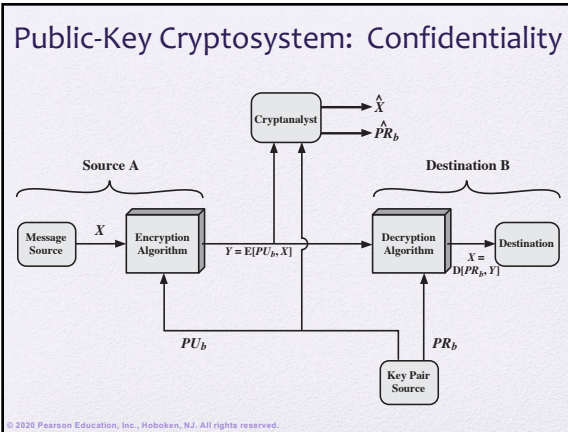 Public-Key Cryptosystem: Confidentiality
X̂
Cryptanalyst
P̂R_b
Source A
Destination B
Message
Source
X
Encryption
Algorithm
Y = E[PU_b, X]
Decryption
Algorithm
X =
D[PR_b, Y]
Destination
PU_b
PR_b
Key Pair
Source
© 2020 Pearson Education, Inc., Hoboken, NJ. All rights reserved.